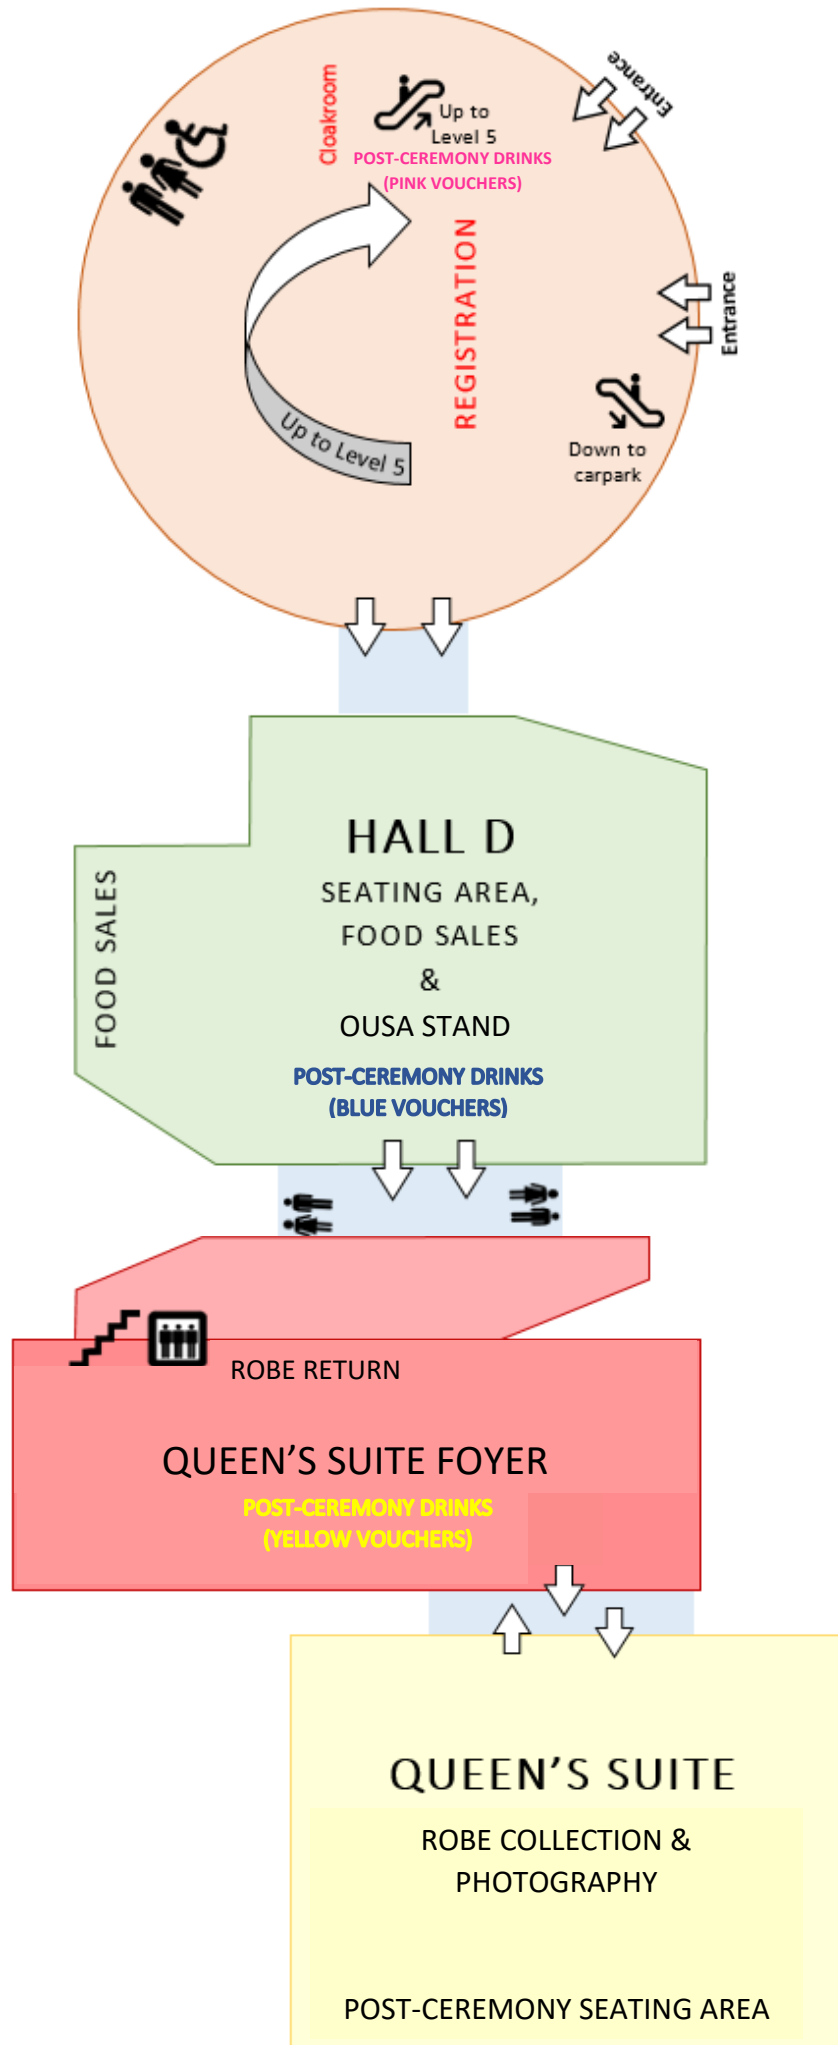 Entrance
Cloakroom
Up to
Level 5
POST-CEREMONY DRINKS
(PINK VOUCHERS)
REGISTRATION
Entrance
Up to Level 5
Down to
carpark
HALL D
SEATING AREA,
FOOD SALES
&
OUSA STAND
FOOD SALES
POST-CEREMONY DRINKS
(BLUE VOUCHERS)
ROBE RETURN
QUEEN'S SUITE FOYER
POST-CEREMONY DRINKS
(YELLOW VOUCHERS)
QUEEN'S SUITE
ROBE COLLECTION &
PHOTOGRAPHY
POST-CEREMONY SEATING AREA